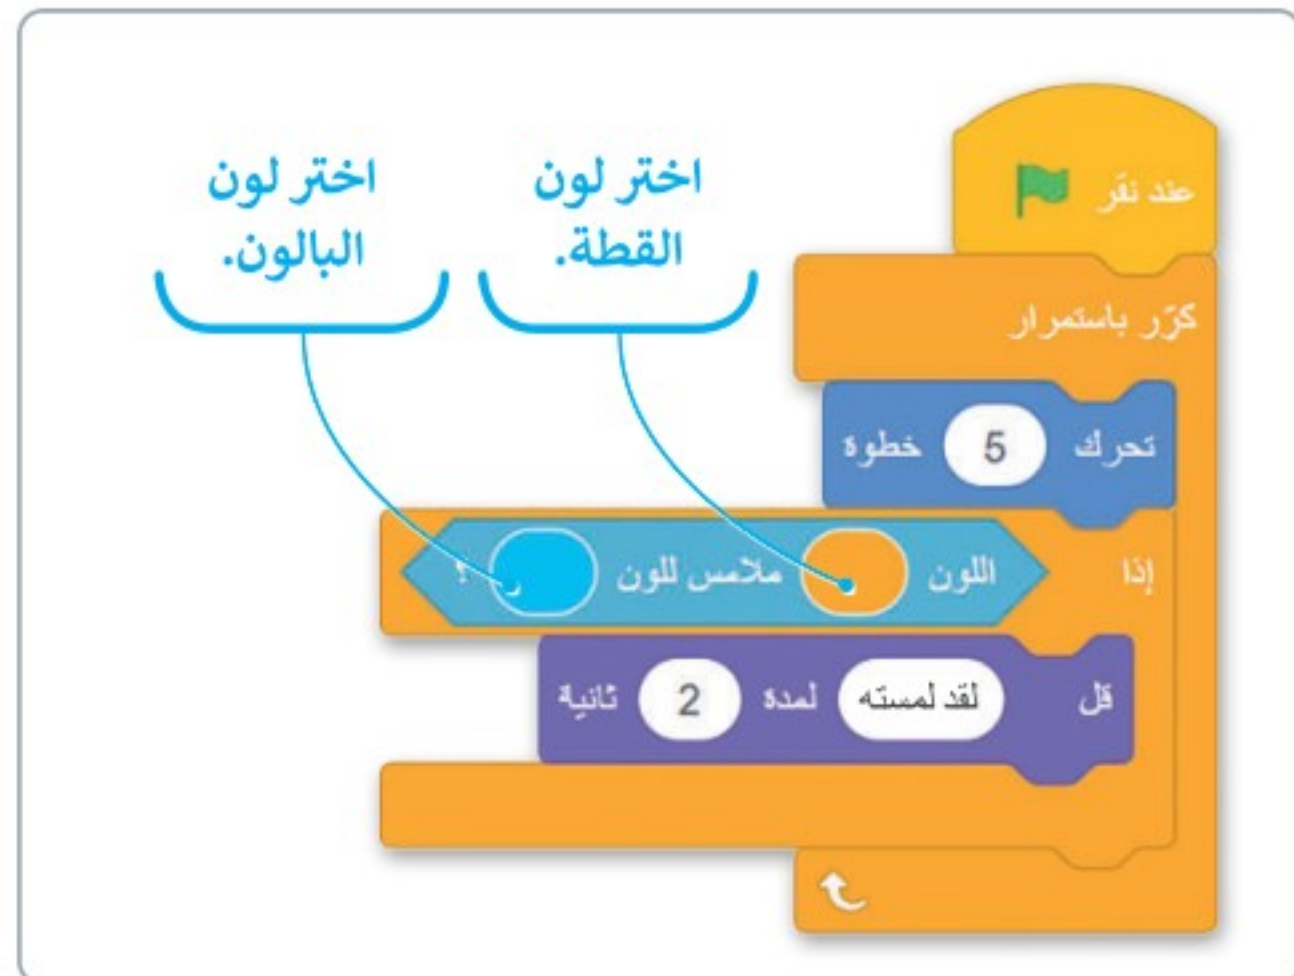 اختر لون
القطة.
اختر لون
البالون.
عند نقر
كرّر باستمرار
تحرك 5 خطوة
إذا اللون ملامس للون ؟
قل لقد لمسته لمدة 2 ثانية